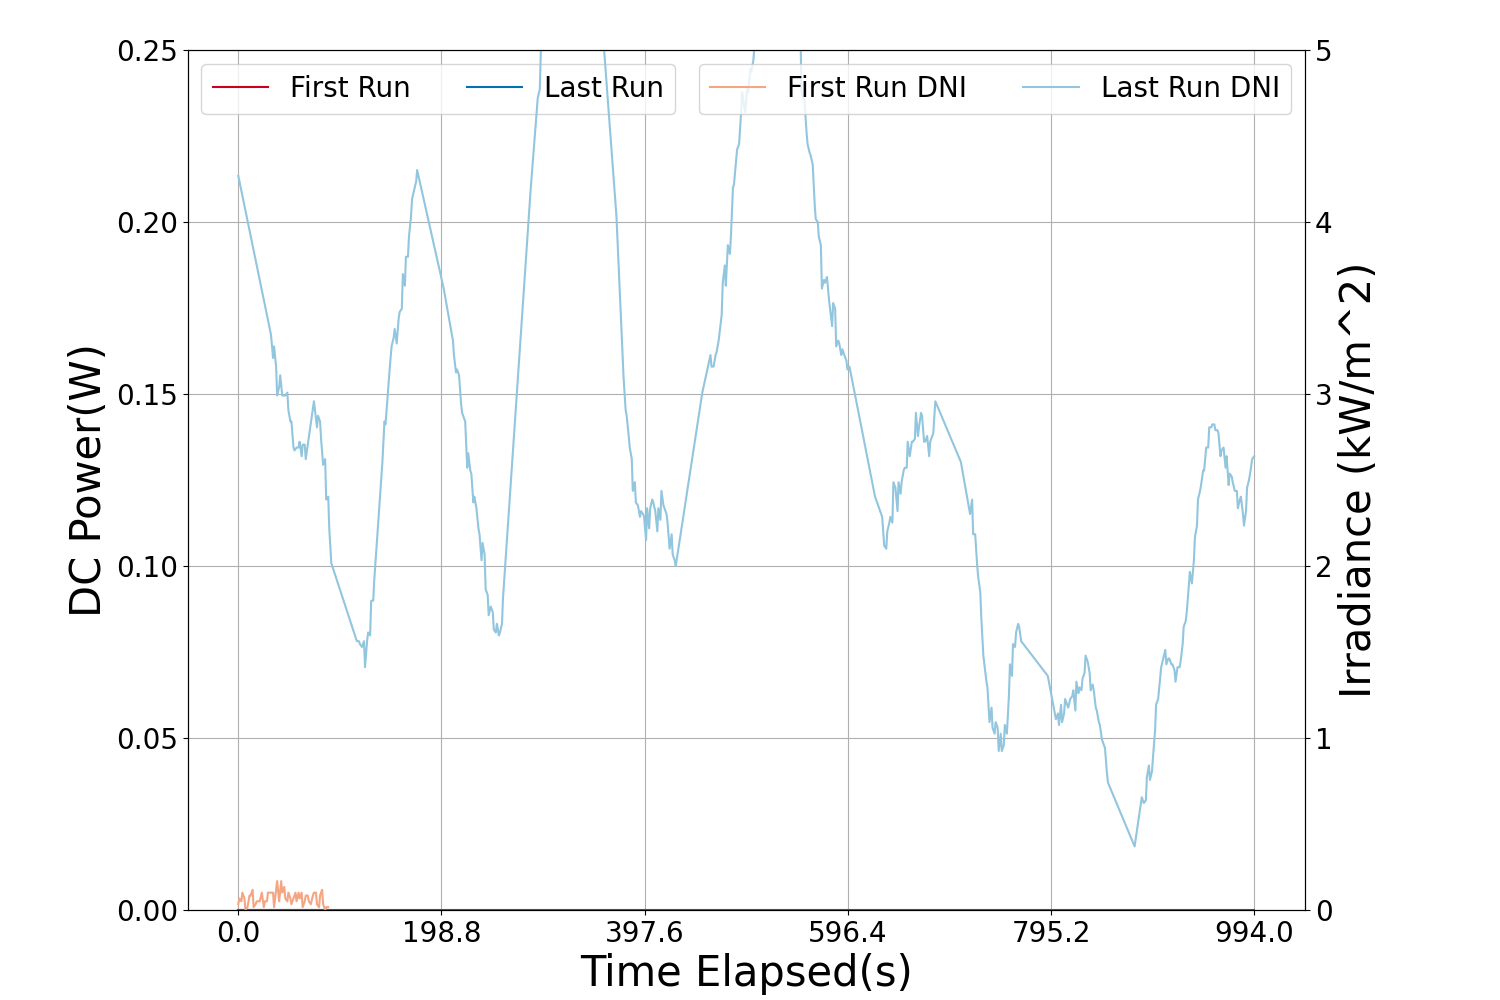 0.25
0.20
0.15
0.10
0.05
0.00
DC Power(W)
First Run
Last Run
First Run DNI
Last Run DNI
5
4
3
2
1
0
Irradiance (kW/m^2)
0.0
198.8
397.6
596.4
795.2
994.0
Time Elapsed(s)